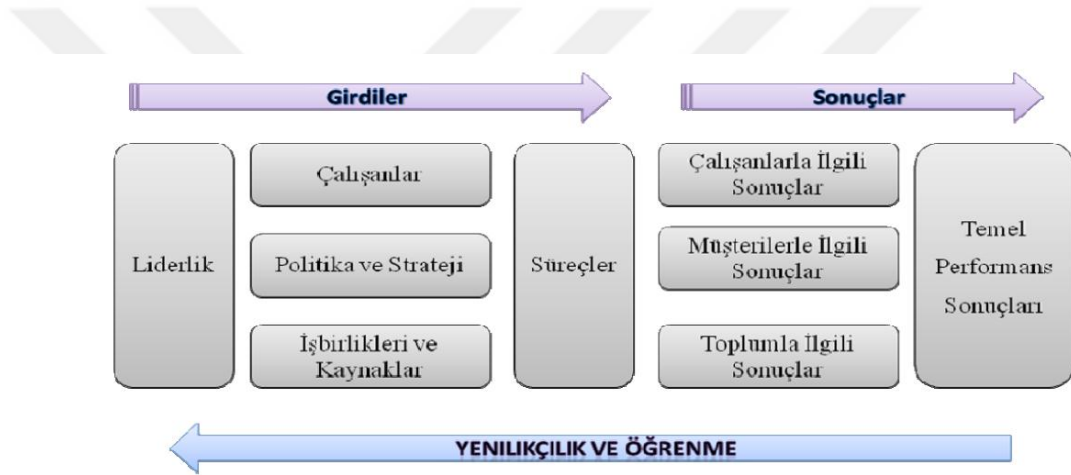 Girdiler
Sonuçlar
Liderlik
Çalışanlar
Politika ve Strateji
İşbirlikleri ve
Kaynaklar
Süreçler
Çalışanlarla İlgili
Sonuçlar
Müşterilerle İlgili
Sonuçlar
Toplumla İlgili
Sonuçlar
Temel
Performans
Sonuçları
YENILIKÇILIK VE ÖĞRENME